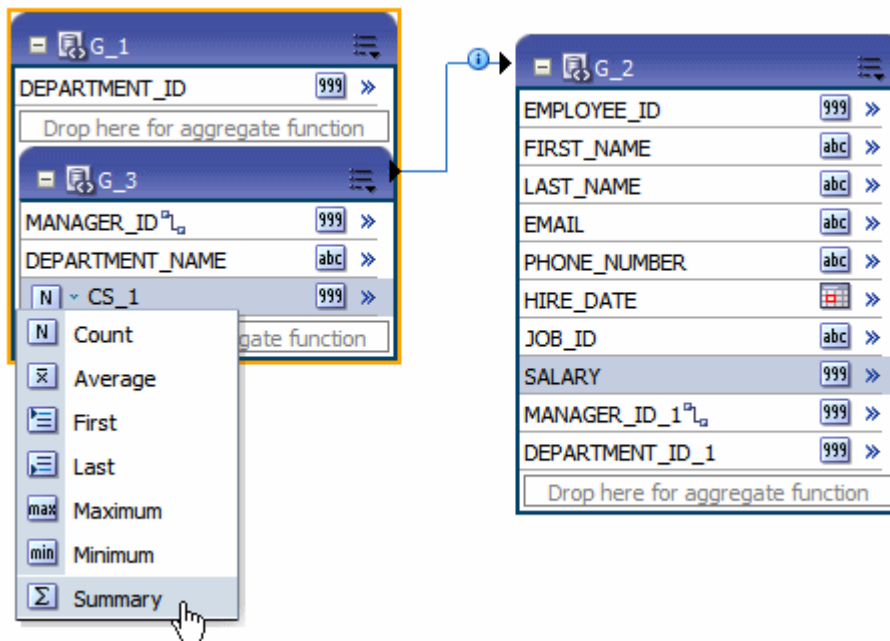 G_1
DEPARTMENT_ID 999
Drop here for aggregate function
G_3
MANAGER_ID 999
DEPARTMENT_NAME abc
N CS_1 999
gate function
N Count
x̄ Average
First
Last
max Maximum
min Minimum
Σ Summary
G_2
EMPLOYEE_ID 999
FIRST_NAME abc
LAST_NAME abc
EMAIL abc
PHONE_NUMBER abc
HIRE_DATE
JOB_ID abc
SALARY 999
MANAGER_ID_1 999
DEPARTMENT_ID_1 999
Drop here for aggregate function